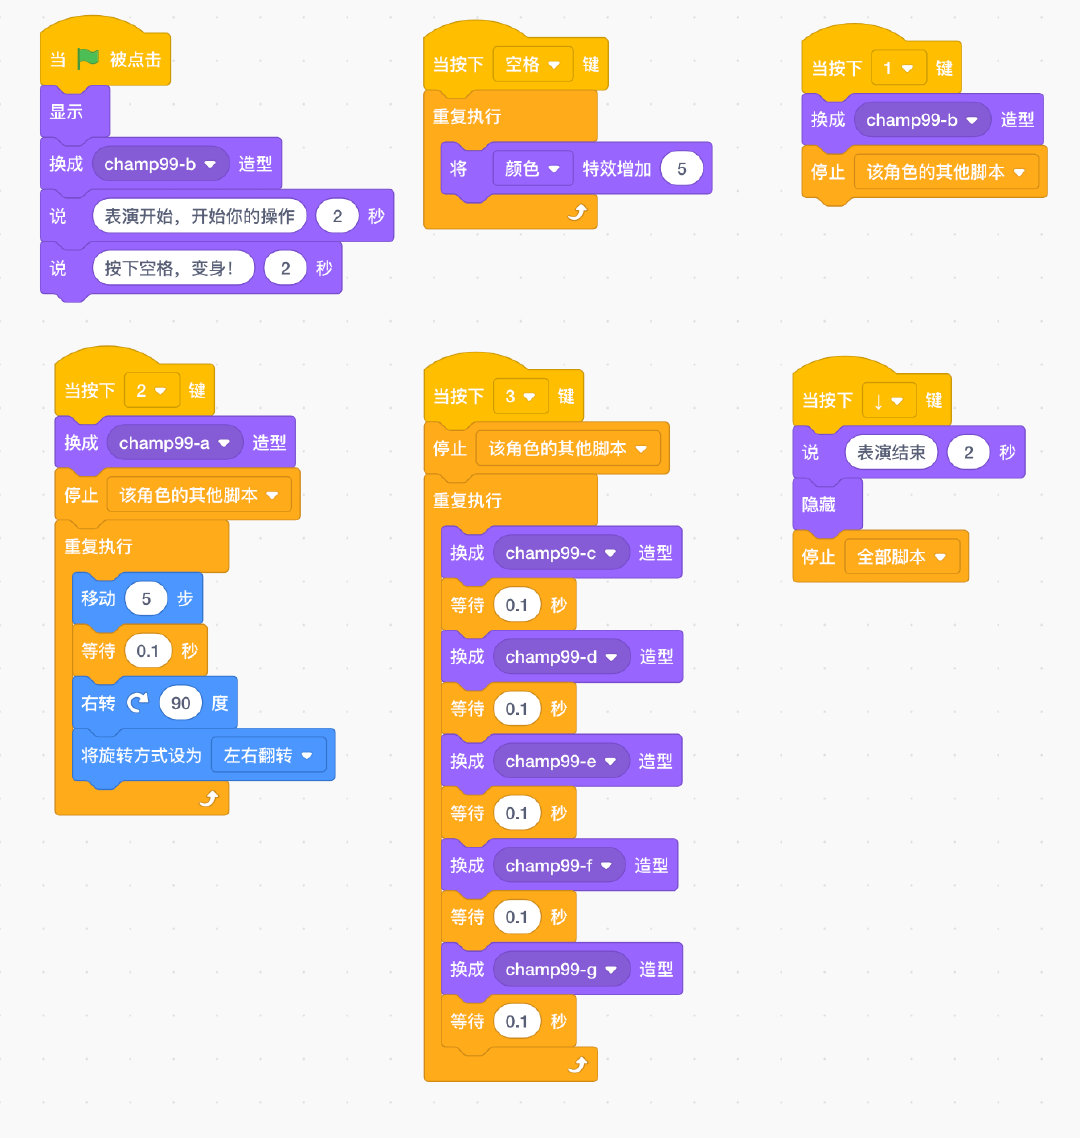 当 被点击
显示
换成 champ99-b 造型
说 表演开始，开始你的操作 2 秒
说 按下空格，变身！ 2 秒
当按下 空格 键
重复执行
将 颜色 特效增加 5
当按下 1 键
换成 champ99-b 造型
停止 该角色的其他脚本
当按下 2 键
换成 champ99-a 造型
停止 该角色的其他脚本
重复执行
移动 5 步
等待 0.1 秒
右转 90 度
将旋转方式设为 左右翻转
当按下 3 键
停止 该角色的其他脚本
重复执行
换成 champ99-c 造型
等待 0.1 秒
换成 champ99-d 造型
等待 0.1 秒
换成 champ99-e 造型
等待 0.1 秒
换成 champ99-f 造型
等待 0.1 秒
换成 champ99-g 造型
等待 0.1 秒
当按下 ↓ 键
说 表演结束 2 秒
隐藏
停止 全部脚本